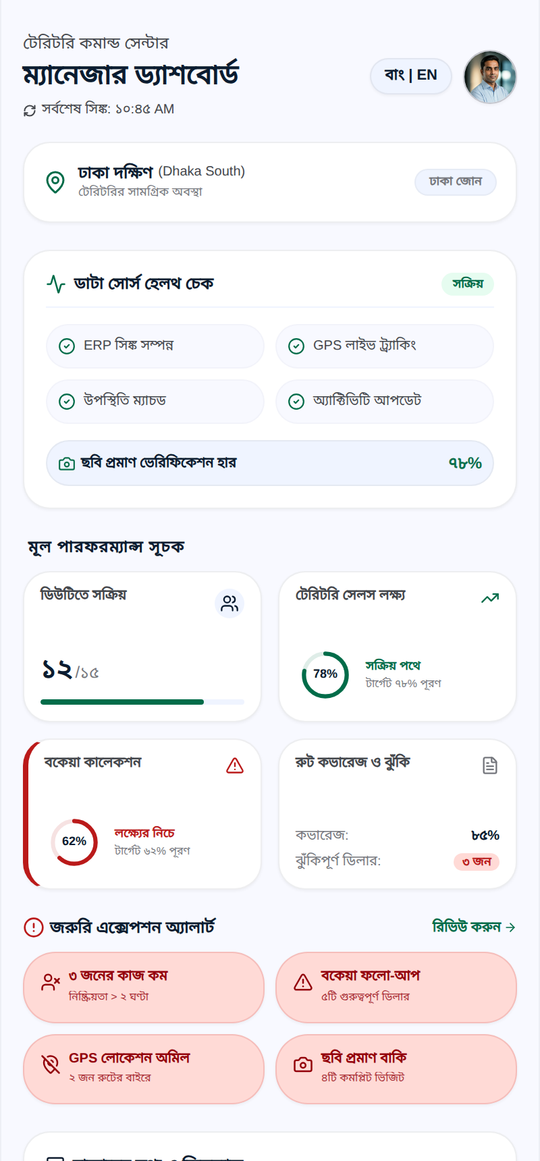 টেরিটরি কমান্ড সেন্টার
ম্যানেজার ড্যাশবোর্ড
বাং | EN
সর্বশেষ সিঙ্ক: ১০:৪৫ AM
ঢাকা দক্ষিণ (Dhaka South)
টেরিটরির সামগ্রিক অবস্থা
ঢাকা জোন
ডাটা সোর্স হেলথ চেক
সক্রিয়
ERP সিঙ্ক সম্পন্ন
GPS লাইভ ট্র্যাকিং
উপস্থিতি ম্যাচড
অ্যাক্টিভিটি আপডেট
ছবি প্রমাণ ভেরিফিকেশন হার
৭৮%
মূল পারফরম্যান্স সূচক
ডিউটিতে সক্রিয়
১২/১৫
টেরিটরি সেলস লক্ষ্য
78%
সক্রিয় পথে
টার্গেট ৭৮% পূরণ
বকেয়া কালেকশন
62%
লক্ষ্যের নিচে
টার্গেট ৬২% পূরণ
রুট কভারেজ ও ঝুঁকি
কভারেজ:
৮৫%
ঝুঁকিপূর্ণ ডিলার:
৩ জন
জরুরি এক্সেপশন অ্যালার্ট
রিভিউ করুন
৩ জনের কাজ কম
নিষ্ক্রিয়তা > ২ ঘণ্টা
বকেয়া ফলো-আপ
৫টি গুরুত্বপূর্ণ ডিলার
GPS লোকেশন অমিল
২ জন রুটের বাইরে
ছবি প্রমাণ বাকি
৪টি কমপ্লিট ভিজিট